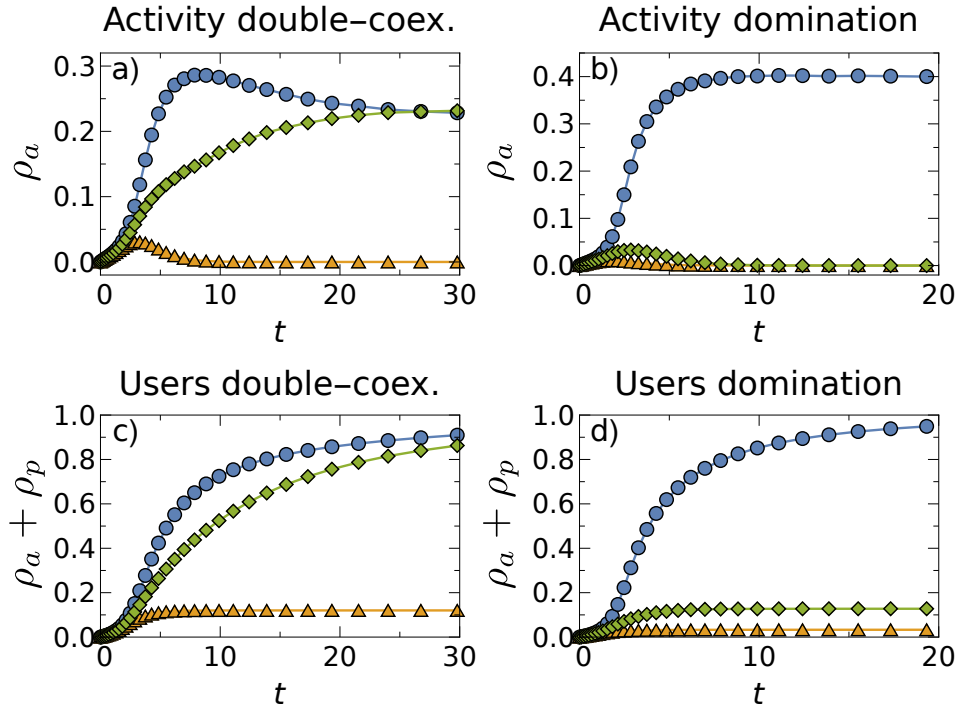 Activity double–coex.
a)
0.3
0.2
0.1
0.0
ρa
0 10 20 30
t
Activity domination
b)
0.4
0.3
0.2
0.1
0.0
ρa
0 10 20
t
Users double–coex.
c)
1.0
0.8
0.6
0.4
0.2
0.0
ρa + ρp
0 10 20 30
t
Users domination
d)
1.0
0.8
0.6
0.4
0.2
0.0
ρa + ρp
0 10 20
t